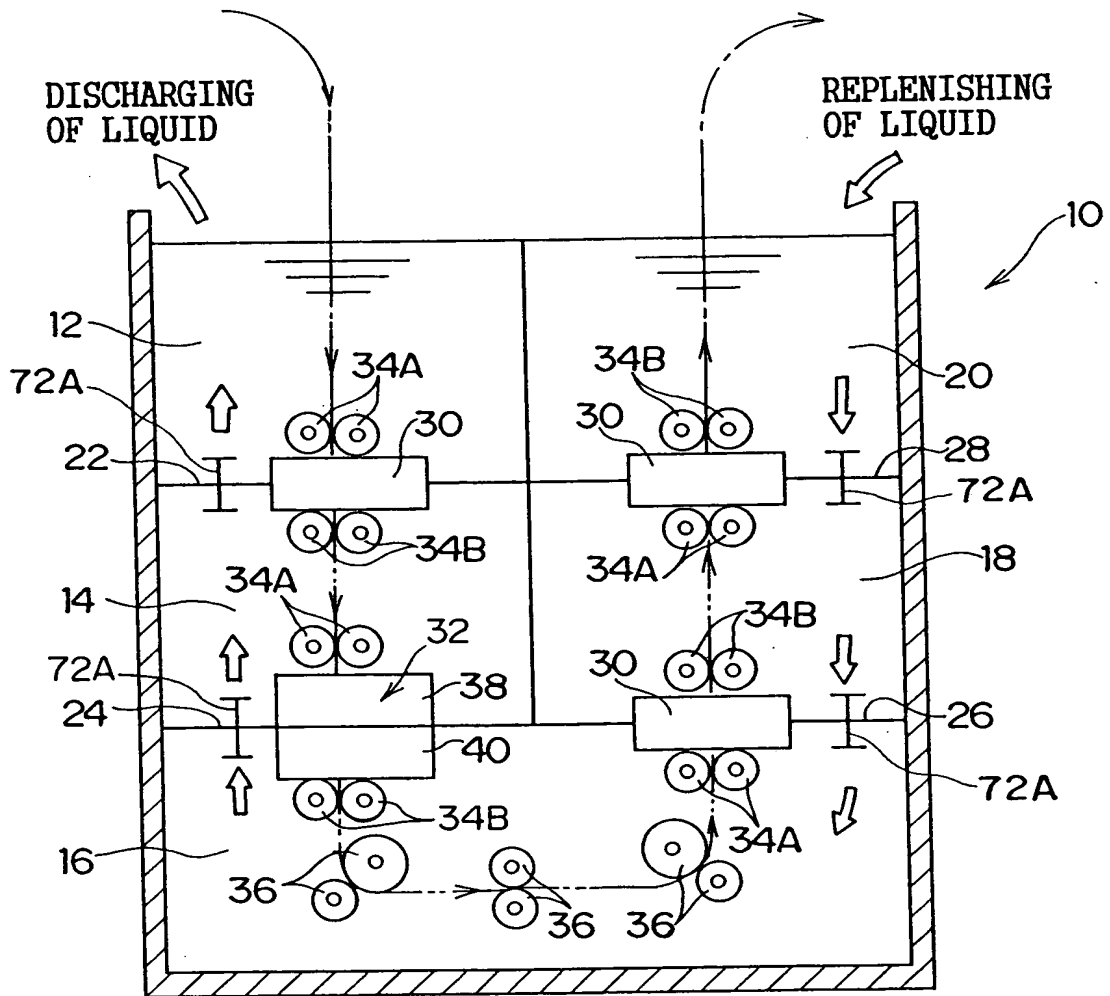 DISCHARGING
OF LIQUID
REPLENISHING
OF LIQUID
10
12
34A
34B
20
72A
30
30
22
28
72A
34B
34A
18
14
34A
34B
32
30
72A
38
24
26
40
72A
34B
34A
16
36
36
36